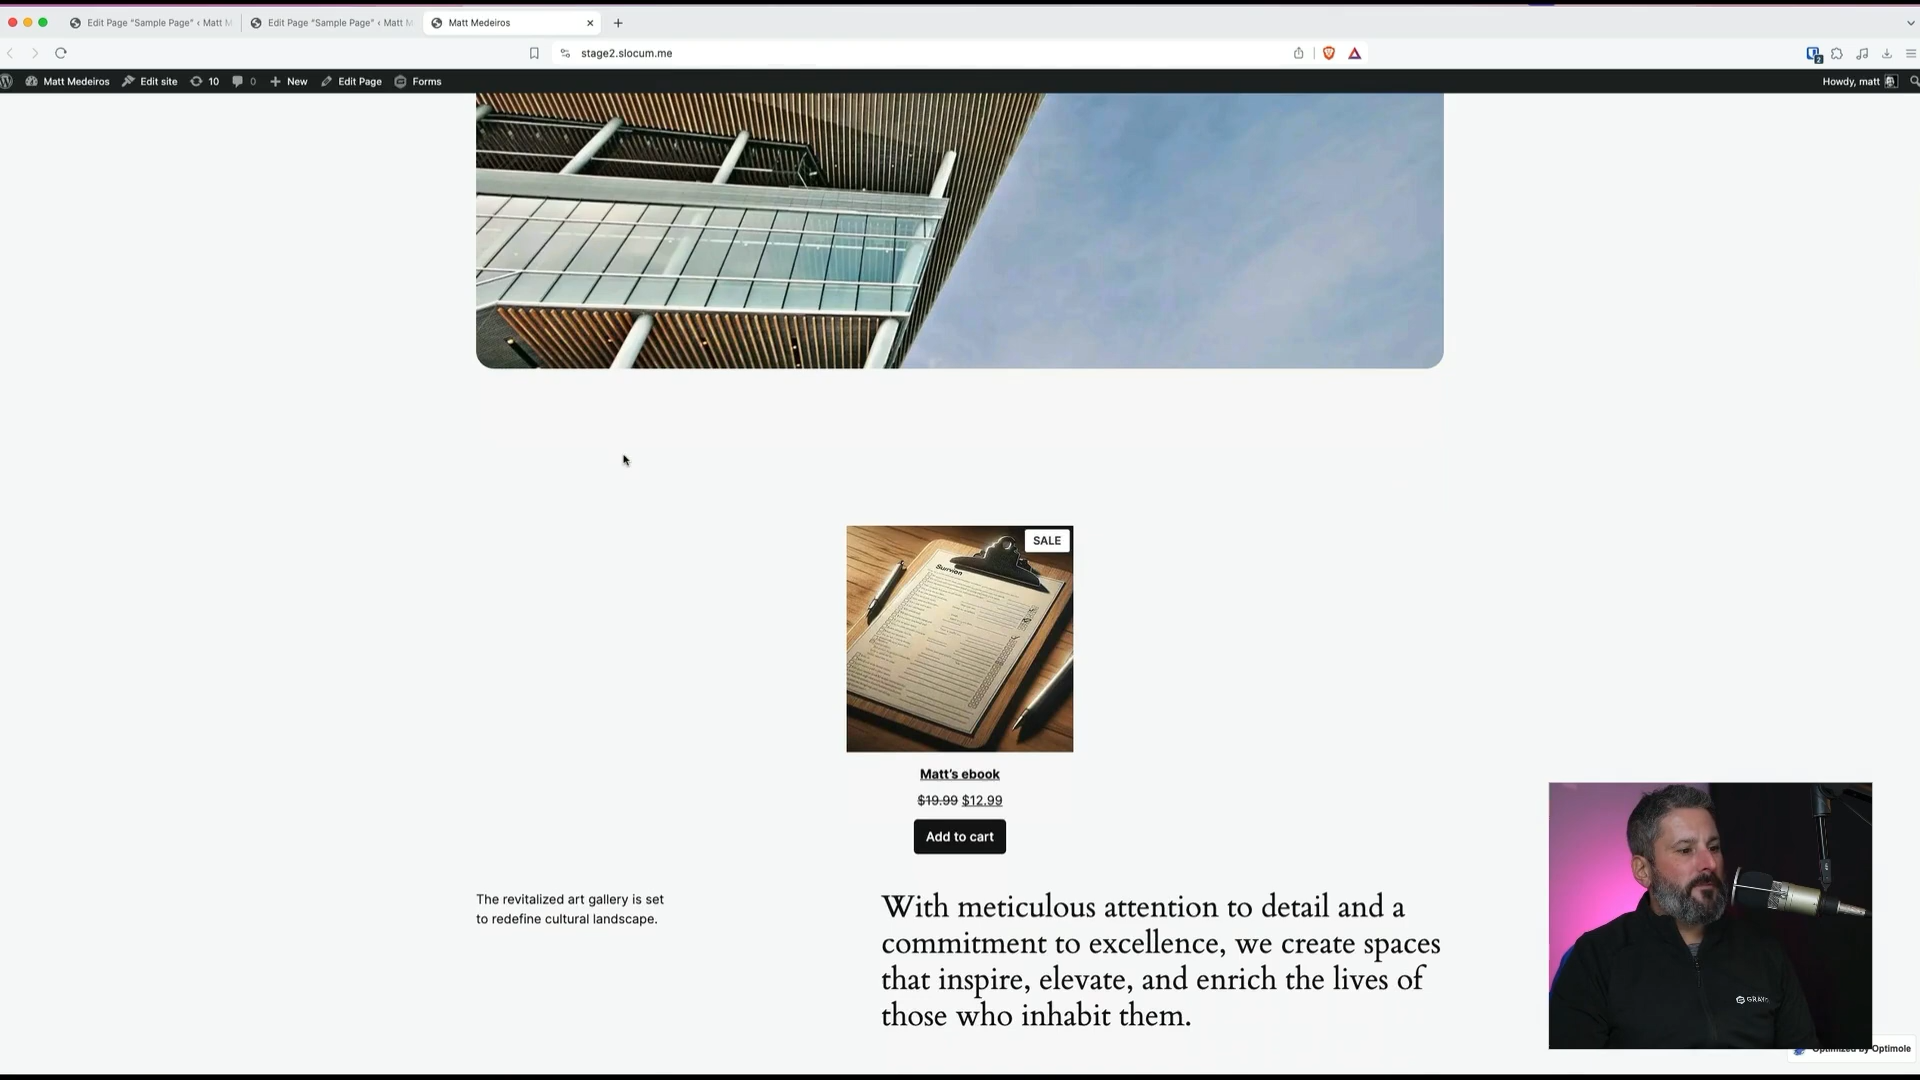 Edit Page "Sample Page" ‹ Matt M
Edit Page "Sample Page" ‹ Matt M
Matt Medeiros
stage2.slocum.me
Matt Medeiros
Edit site
10
0
New
Edit Page
Forms
Howdy, matt
SALE
Matt's ebook
$19.99 $12.99
Add to cart
The revitalized art gallery is set
to redefine cultural landscape.
With meticulous attention to detail and a
commitment to excellence, we create spaces
that inspire, elevate, and enrich the lives of
those who inhabit them.
Optimized by Optimole